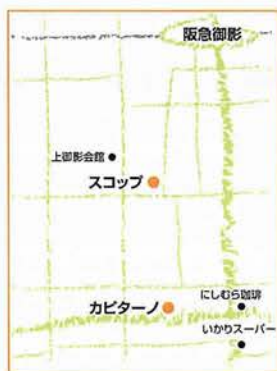 阪急御影
上御影会館
スコップ
カピターノ
にしむら珈琲
いかりスーパー